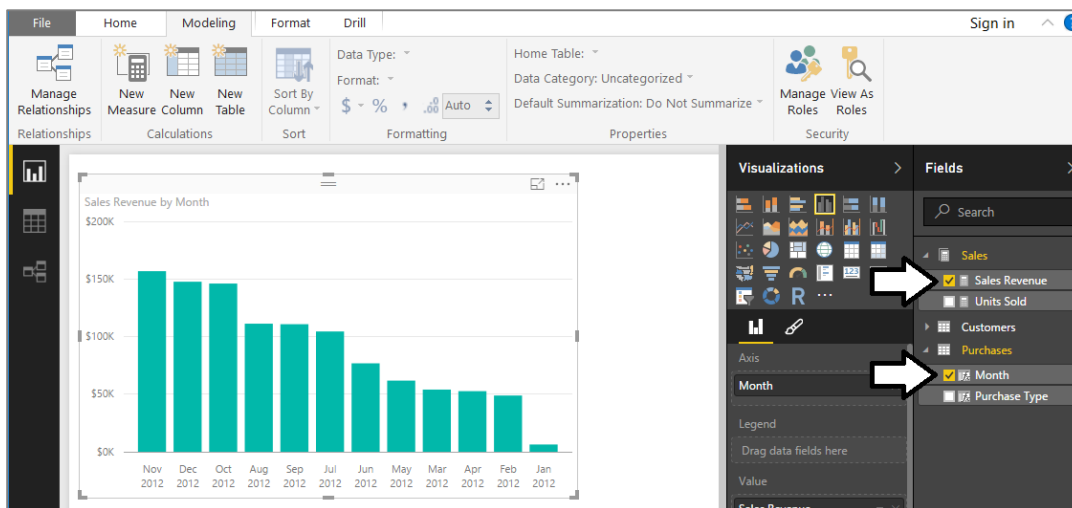 File Home Modeling Format Drill Sign in
Manage Relationships
New Measure
New Column
New Table
Sort By Column
Data Type:
Format:
$ % , .00 Auto
Home Table:
Data Category: Uncategorized
Default Summarization: Do Not Summarize
Manage Roles
View As Roles
Relationships Calculations Sort Formatting Properties Security
Sales Revenue by Month
$200K
$150K
$100K
$50K
$0K
Nov Dec Oct Aug Sep Jul Jun May Mar Apr Feb Jan
2012 2012 2012 2012 2012 2012 2012 2012 2012 2012 2012 2012
Visualizations
123
R
Axis
Month
Legend
Drag data fields here
Value
Sales Revenue
Fields
Search
Sales
Sales Revenue
Units Sold
Customers
Purchases
Month
Purchase Type